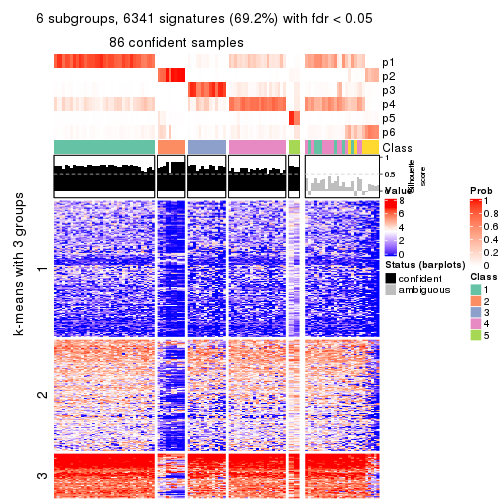 6 subgroups, 6341 signatures (69.2%) with fdr < 0.05
86 confident samples
p1
p2
p3
p4
p5
p6
Class
1
0.5
0
Silhouette
score
k-means with 3 groups
1
2
3
Value
8
6
4
2
0
Status (barplots)
confident
ambiguous
Prob
1
0.8
0.6
0.4
0.2
0
Class
1
2
3
4
5